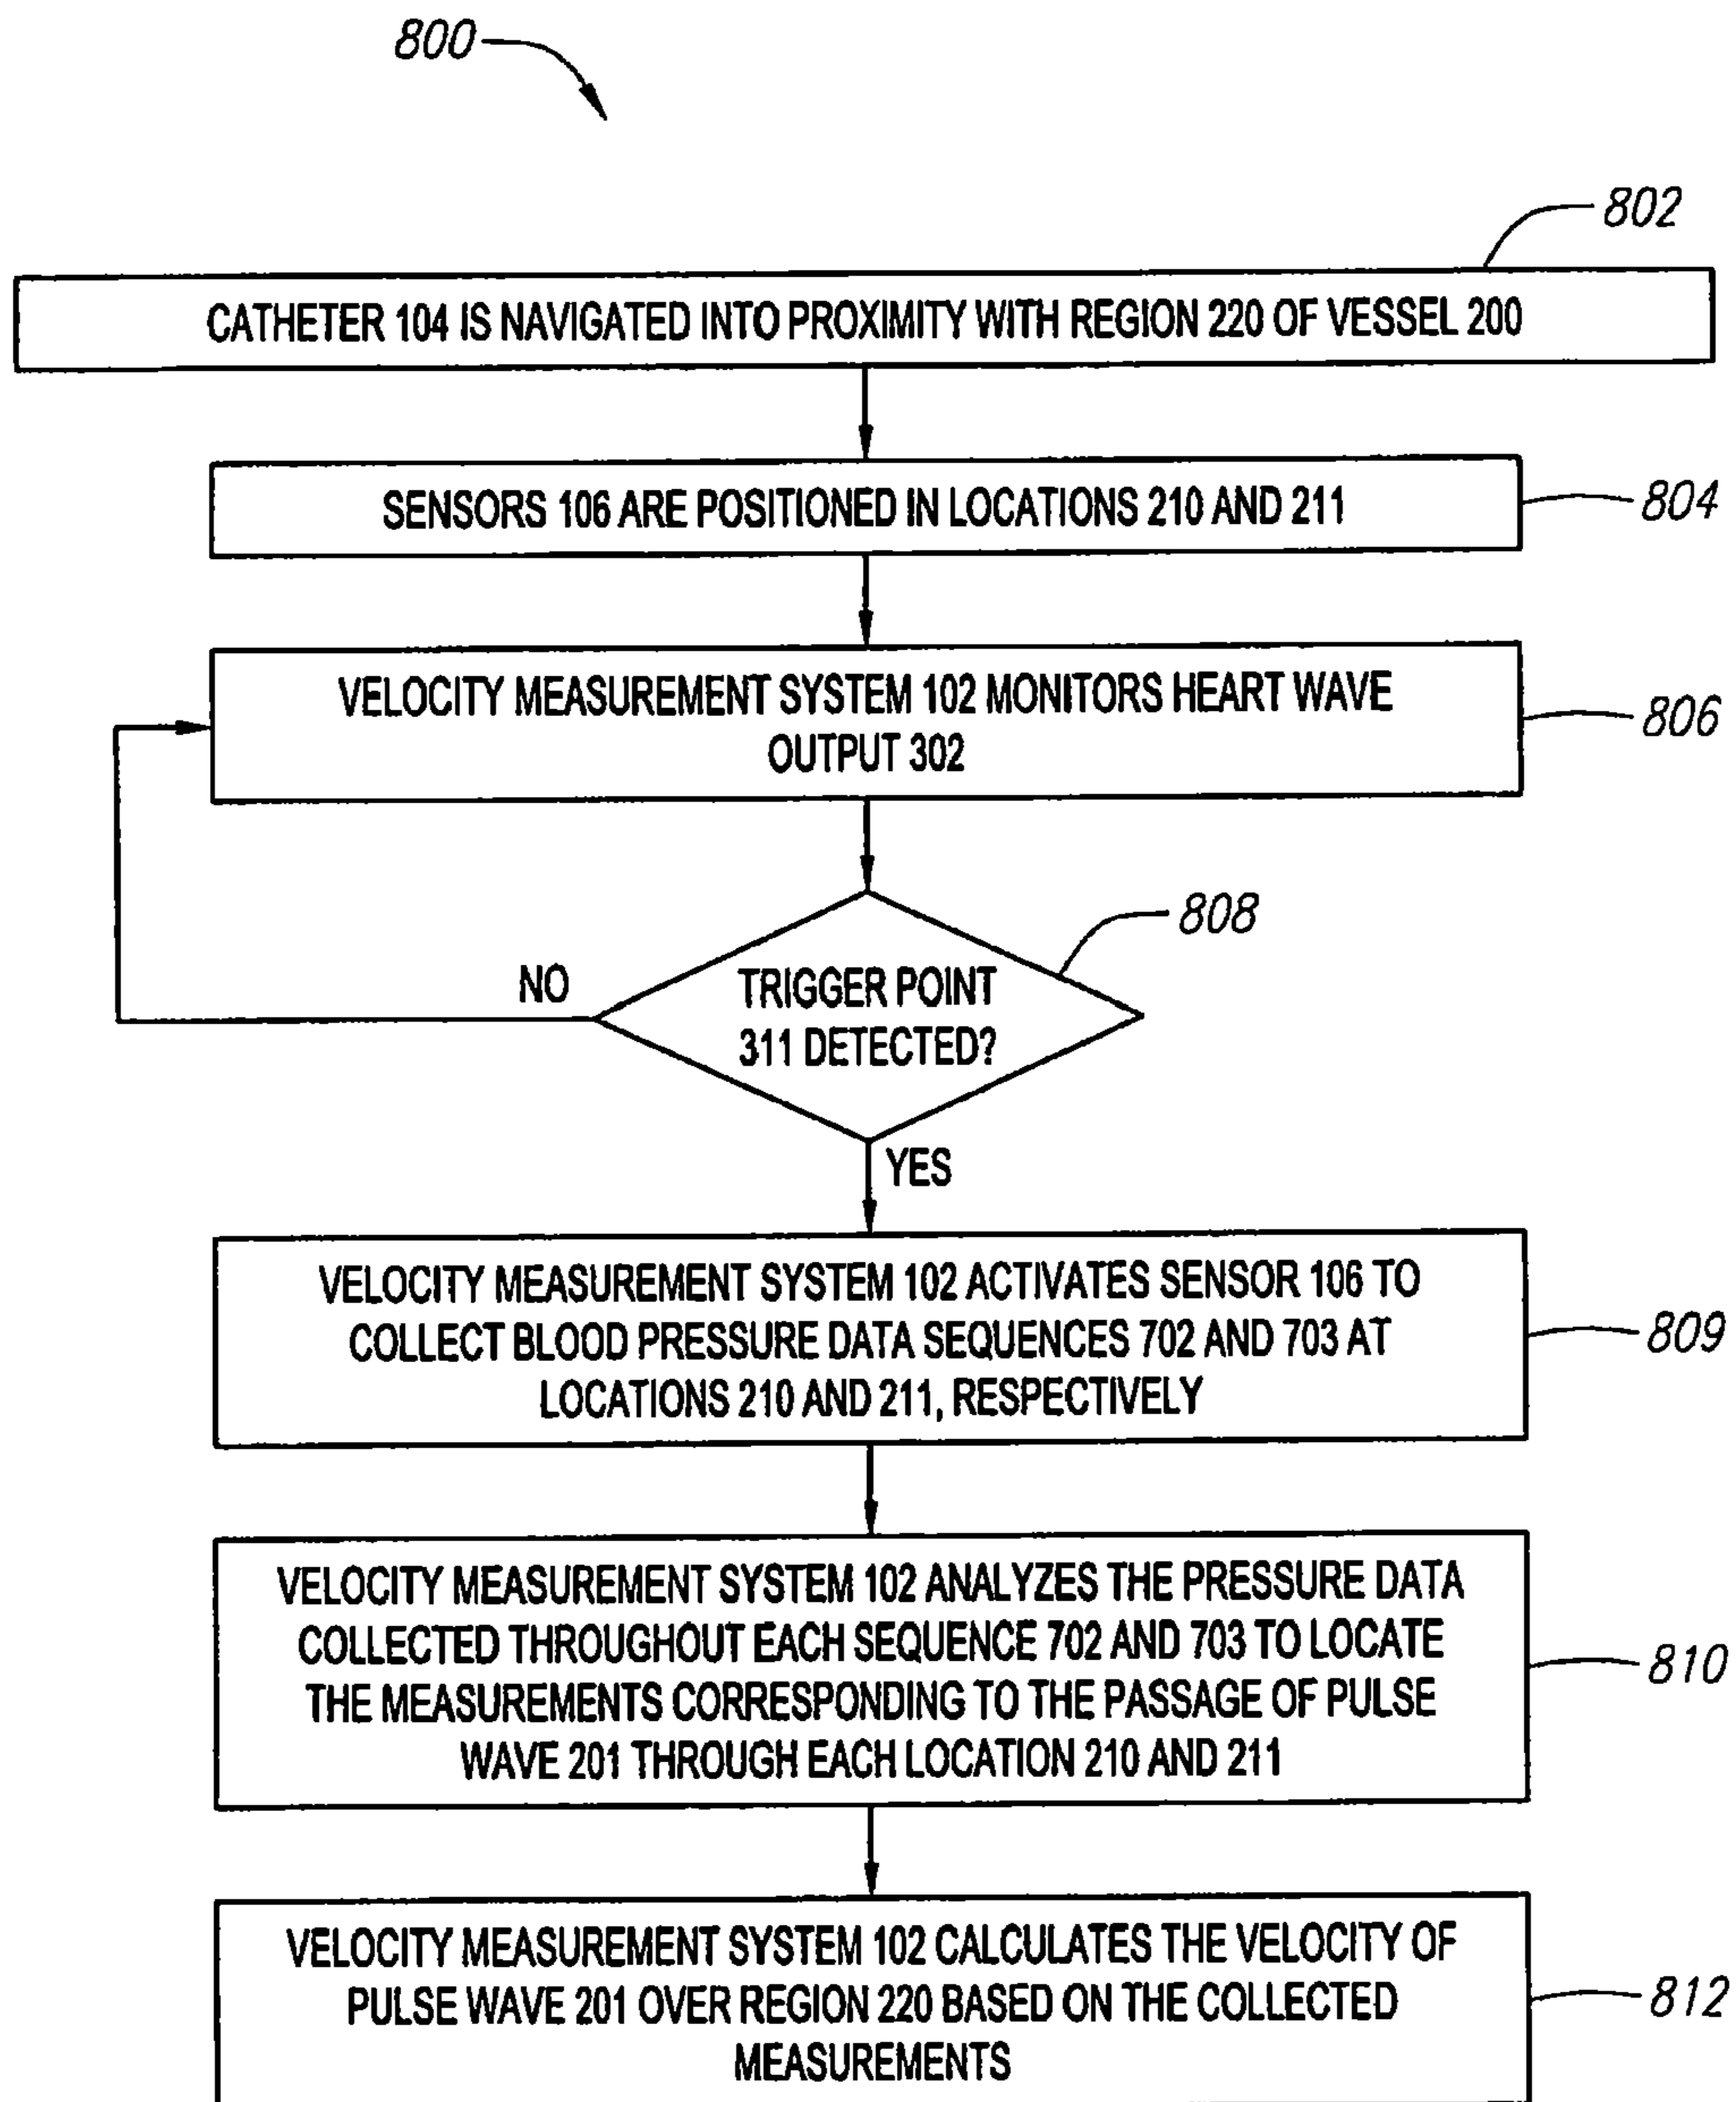 800
802
CATHETER 104 IS NAVIGATED INTO PROXIMITY WITH REGION 220 OF VESSEL 200
SENSORS 106 ARE POSITIONED IN LOCATIONS 210 AND 211
804
VELOCITY MEASUREMENT SYSTEM 102 MONITORS HEART WAVE
OUTPUT 302
806
808
NO
TRIGGER POINT
311 DETECTED?
YES
VELOCITY MEASUREMENT SYSTEM 102 ACTIVATES SENSOR 106 TO
COLLECT BLOOD PRESSURE DATA SEQUENCES 702 AND 703 AT
LOCATIONS 210 AND 211, RESPECTIVELY
809
VELOCITY MEASUREMENT SYSTEM 102 ANALYZES THE PRESSURE DATA
COLLECTED THROUGHOUT EACH SEQUENCE 702 AND 703 TO LOCATE
THE MEASUREMENTS CORRESPONDING TO THE PASSAGE OF PULSE
WAVE 201 THROUGH EACH LOCATION 210 AND 211
810
VELOCITY MEASUREMENT SYSTEM 102 CALCULATES THE VELOCITY OF
PULSE WAVE 201 OVER REGION 220 BASED ON THE COLLECTED
MEASUREMENTS
812